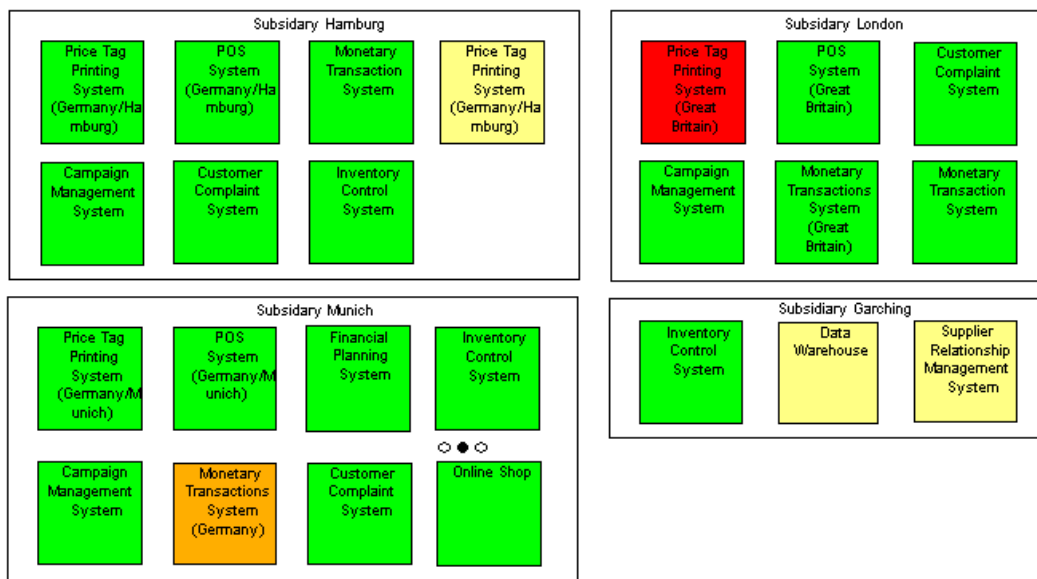 Subsidary Hamburg
Price Tag
Printing
System
(Germany/Ha
mburg)
POS
System
(Germany/Ha
mburg)
Monetary
Transaction
System
Price Tag
Printing
System
(Germany/Ha
mburg)
Campaign
Management
System
Customer
Complaint
System
Inventory
Control
System
Subsidary London
Price Tag
Printing
System
(Great
Britain)
POS
System
(Great
Britain)
Customer
Complaint
System
Campaign
Management
System
Monetary
Transactions
System
(Great
Britain)
Monetary
Transaction
System
Subsidary Munich
Price Tag
Printing
System
(Germany/M
unich)
POS
System
(Germany/M
unich)
Financial
Planning
System
Inventory
Control
System
Campaign
Management
System
Monetary
Transactions
System
(Germany)
Customer
Complaint
System
Online Shop
Subsidiary Garching
Inventory
Control
System
Data
Warehouse
Supplier
Relationship
Management
System